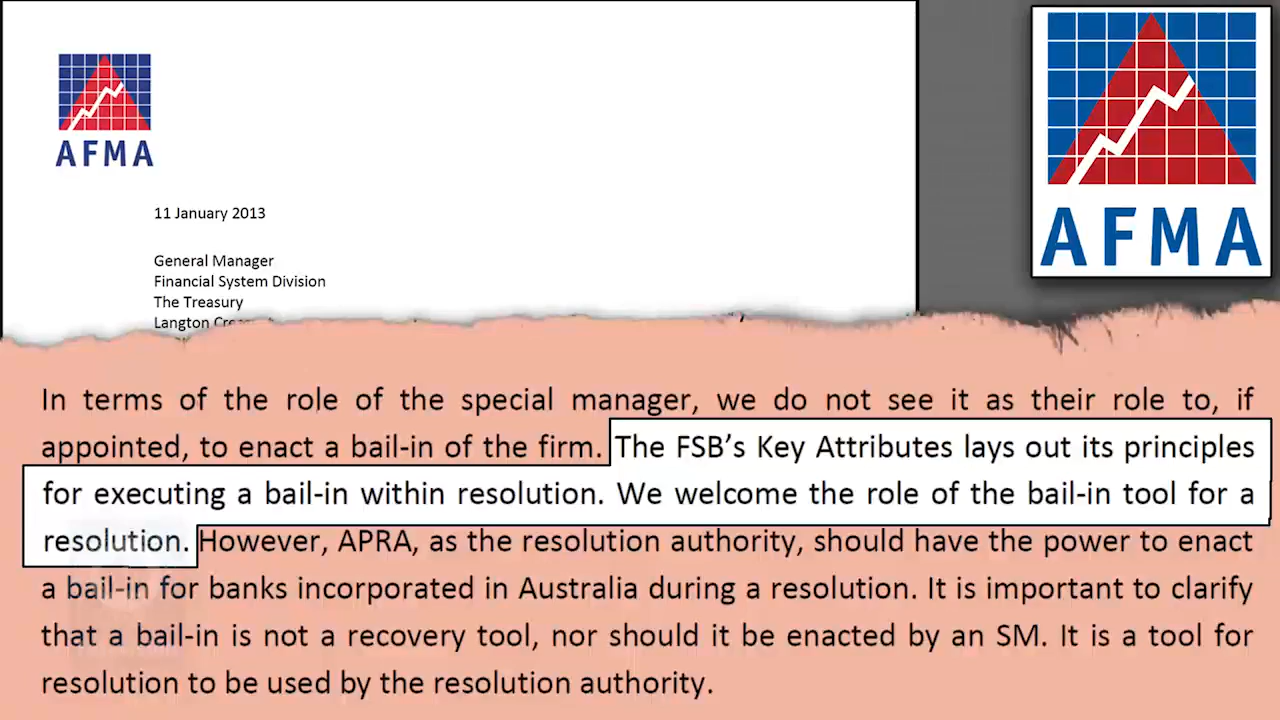 AFMA
AFMA
11 January 2013
General Manager
Financial System Division
The Treasury
Langton
In terms of the role of the special manager, we do not see it as their role to, if
appointed, to enact a bail-in of the firm. The FSB's Key Attributes lays out its principles
for executing a bail-in within resolution. We welcome the role of the bail-in tool for a
resolution. However, APRA, as the resolution authority, should have the power to enact
a bail-in for banks incorporated in Australia during a resolution. It is important to clarify
that a bail-in is not a recovery tool, nor should it be enacted by an SM. It is a tool for
resolution to be used by the resolution authority.